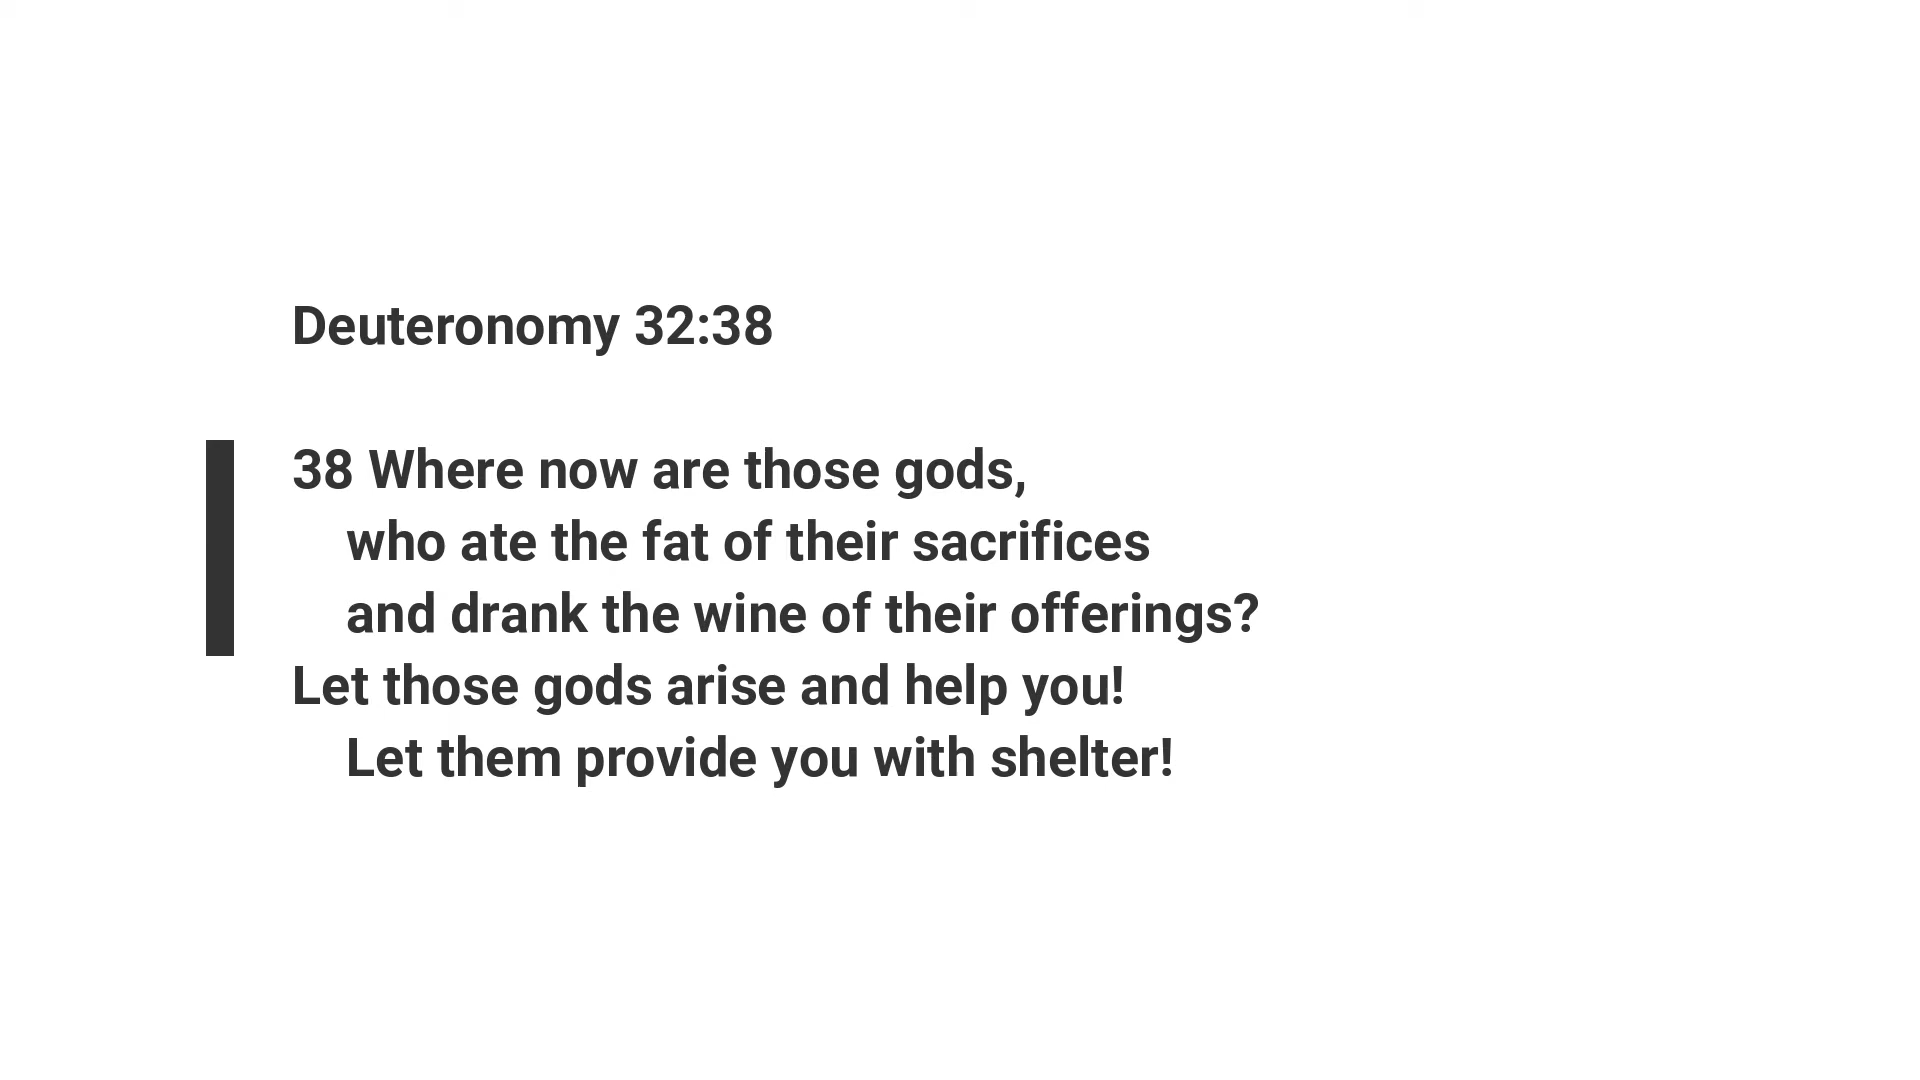 Deuteronomy 32:38
38 Where now are those gods,
who ate the fat of their sacrifices
and drank the wine of their offerings?
Let those gods arise and help you!
Let them provide you with shelter!